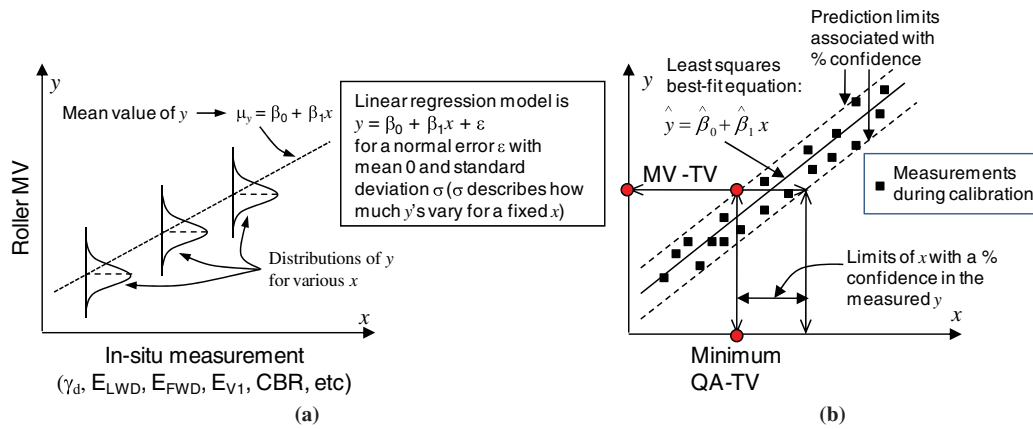 y
Mean value of y
μy = β0 + β1x
Linear regression model is
y = β0 + β1x + ε
for a normal error ε with
mean 0 and standard
deviation σ (σ describes how
much y's vary for a fixed x)
Roller MV
Distributions of y
for various x
x
In-situ measurement
(γd, ELWD, EFWD, EV1, CBR, etc)
(a)
Prediction limits
associated with
% confidence
y
Least squares
best-fit equation:
ŷ = β̂0 + β̂1 x
MV -TV
Measurements
during calibration
Limits of x with a %
confidence in the
measured y
x
Minimum
QA-TV
(b)